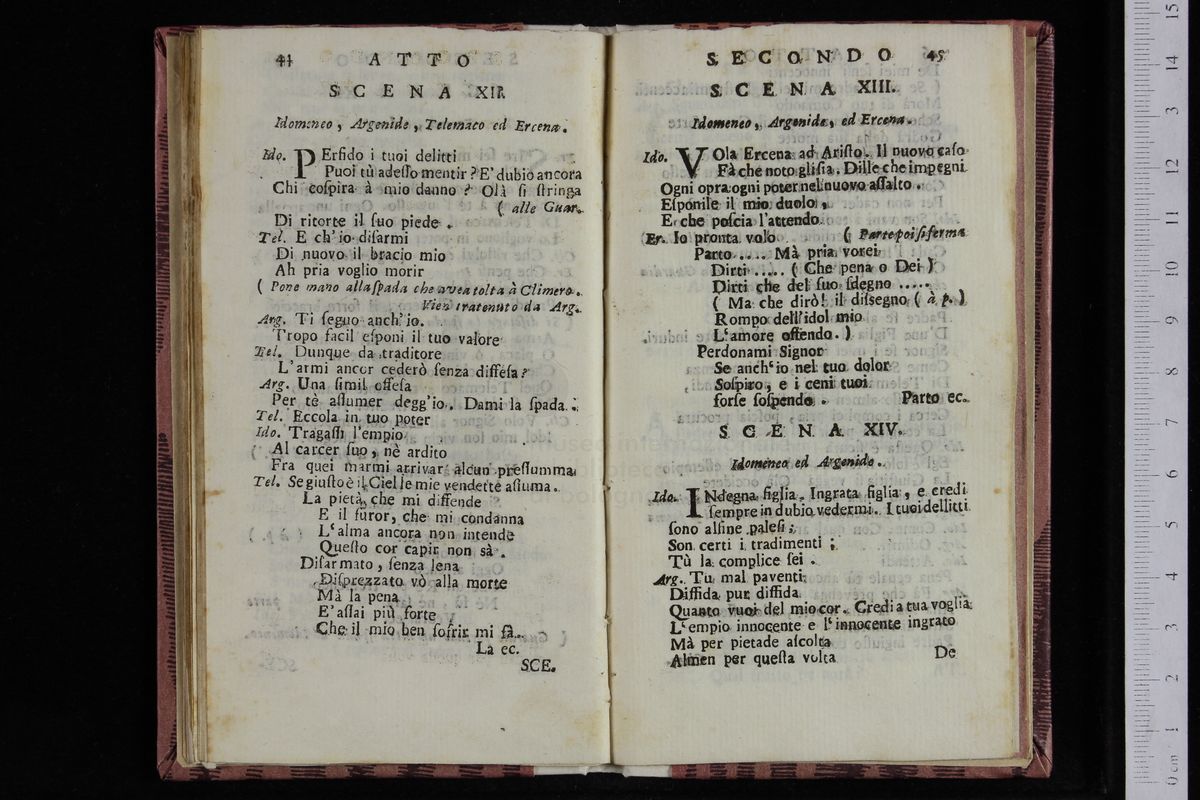 44 ATTO
SCENA XII.
Idomeneo, Argenide, Telemaco ed Ercena.
Ido. PErfido i tuoi delitti
Puoi tù adeſſo mentir? E' dubio ancora
Chi coſpira à mio danno? Olà ſi ſtringa
( alle Guar.
Di ritorte il ſuo piede.
Tel. E ch' io diſarmi
Di nuovo il bracio mio
Ah pria voglio morir
( Pone mano alla ſpada che avea tolta à Climero.
Vien tratenuto da Arg.
Arg. Ti ſeguo anch' io.
Tropo facil eſponi il tuo valore
Tel. Dunque da traditore
L'armi ancor cederò ſenza diffeſa?
Arg. Una ſimil offeſa
Per tè aſſumer degg'io. Dami la ſpada.
Tel. Eccola in tuo poter
Ido. Tragaſſi l'empio
Al carcer ſuo, nè ardito
Fra quei marmi arrivar alcun preſſumma
Tel. Se giuſto è il Ciel le mie vendette aſſuma.
La pietà, che mi diffende
E il furor, che mi condanna
L'alma ancora non intende
Queſto cor capir non sà.
Diſarmato, ſenza lena
Diſprezzato vò alla morte
Mà la pena
E' aſſai più forte
Che il mio ben ſofrir mi fà.
La ec.
SCE.
SECONDO 45
SCENA XIII.
Idomeneo, Argenide, ed Ercena.
Ido. VOla Ercena ad Ariſto. Il nuovo caſo
Fà che noto gli ſia. Dille che impegni
Ogni opra ogni poter nel nuovo aſſalto.
Eſponile il mio duolo,
E che poſcia l'attendo.
Er. Io pronta volo ( Parte poi ſi ferma
Parto.... Mà pria vorei
Dirti..... ( Che pena o Dei )
Dirti che del ſuo ſdegno .....
( Ma che dirò! il diſsegno ( à p. )
Rompo dell'idol mio
L'amore offendo. )
Perdonami Signor
Se anch'io nel tuo dolor
Soſpiro, e i ceni tuoi
forſe ſoſpendo. Parto ec.
SCENA XIV.
Idomeneo ed Argenide.
Ido. INdegna figlia. Ingrata figlia, e credi
ſempre in dubio vedermi. I tuoi dellitti
ſono alfine paleſi;
Son certi i tradimenti;
Tù la complice ſei.
Arg. Tu mal paventi
Diffida pur diffida
Quanto vuoi del mio cor. Credi a tua voglia
L'empio innocente e l'innocente ingrato
Mà per pietade aſcolta
Almen per queſta volta
De